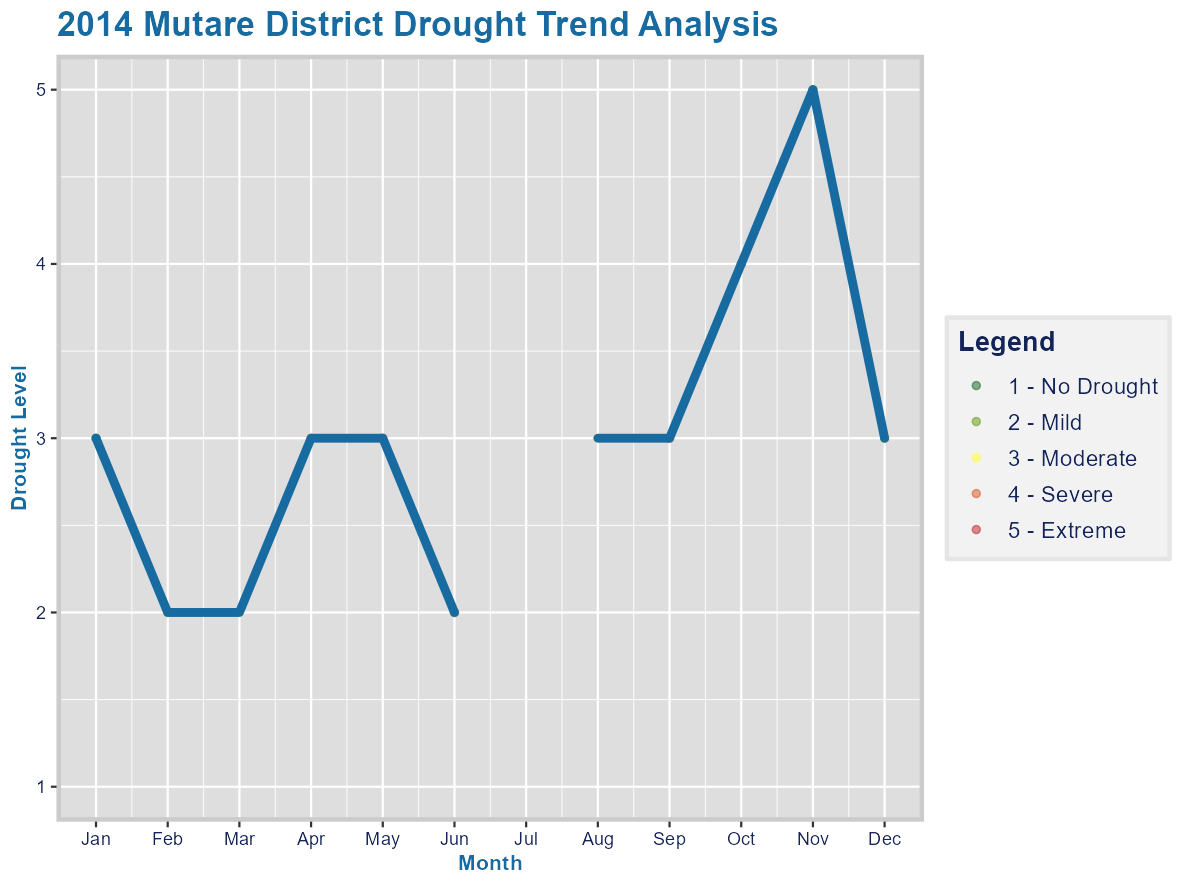 2014 Mutare District Drought Trend Analysis
5
4
3
2
1
Drought Level
Jan Feb Mar Apr May Jun Jul Aug Sep Oct Nov Dec
Month
Legend
1 - No Drought
2 - Mild
3 - Moderate
4 - Severe
5 - Extreme